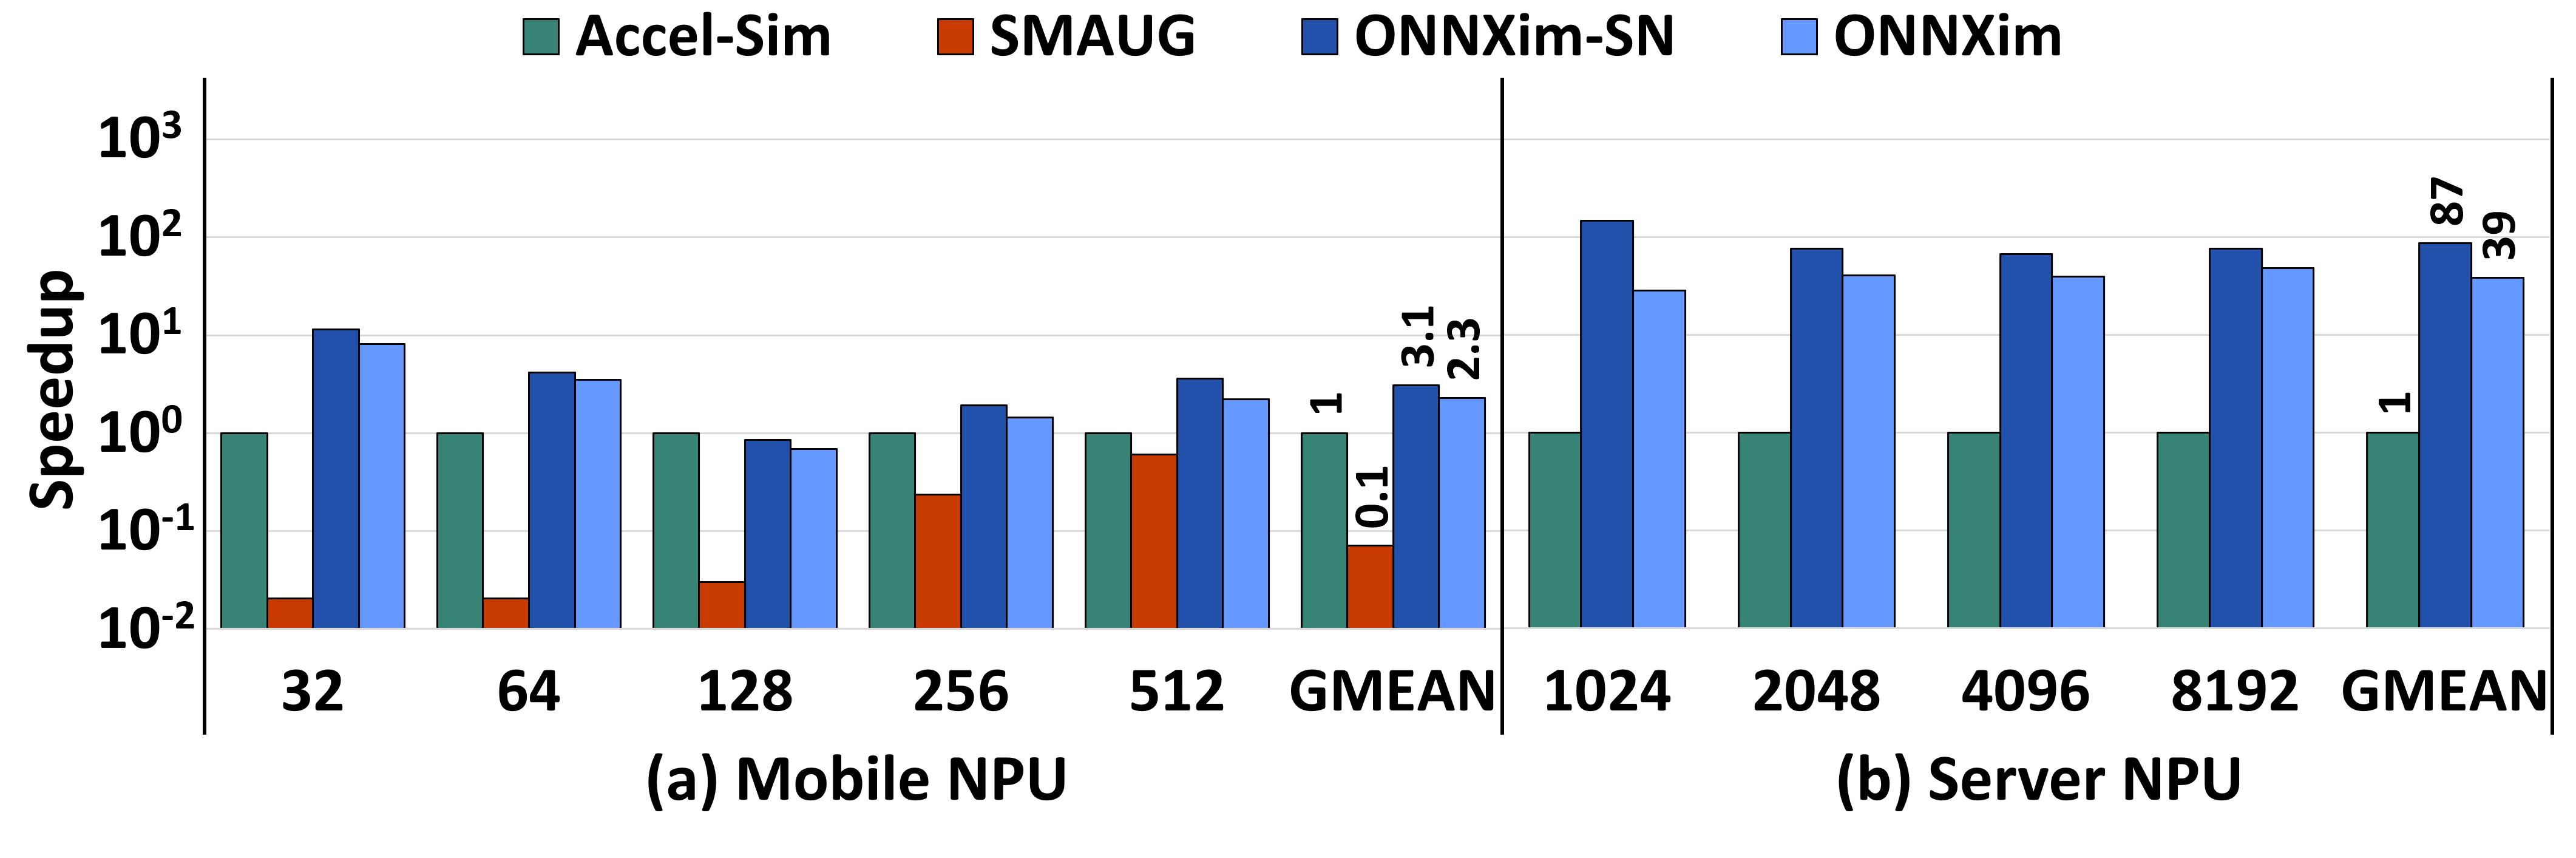 Accel-Sim SMAUG ONNXim-SN ONNXim
Speedup
10³
10²
10¹
10⁰
10⁻¹
10⁻²
1 0.1 3.1 2.3
1 87 39
32 64 128 256 512 GMEAN 1024 2048 4096 8192 GMEAN
(a) Mobile NPU (b) Server NPU